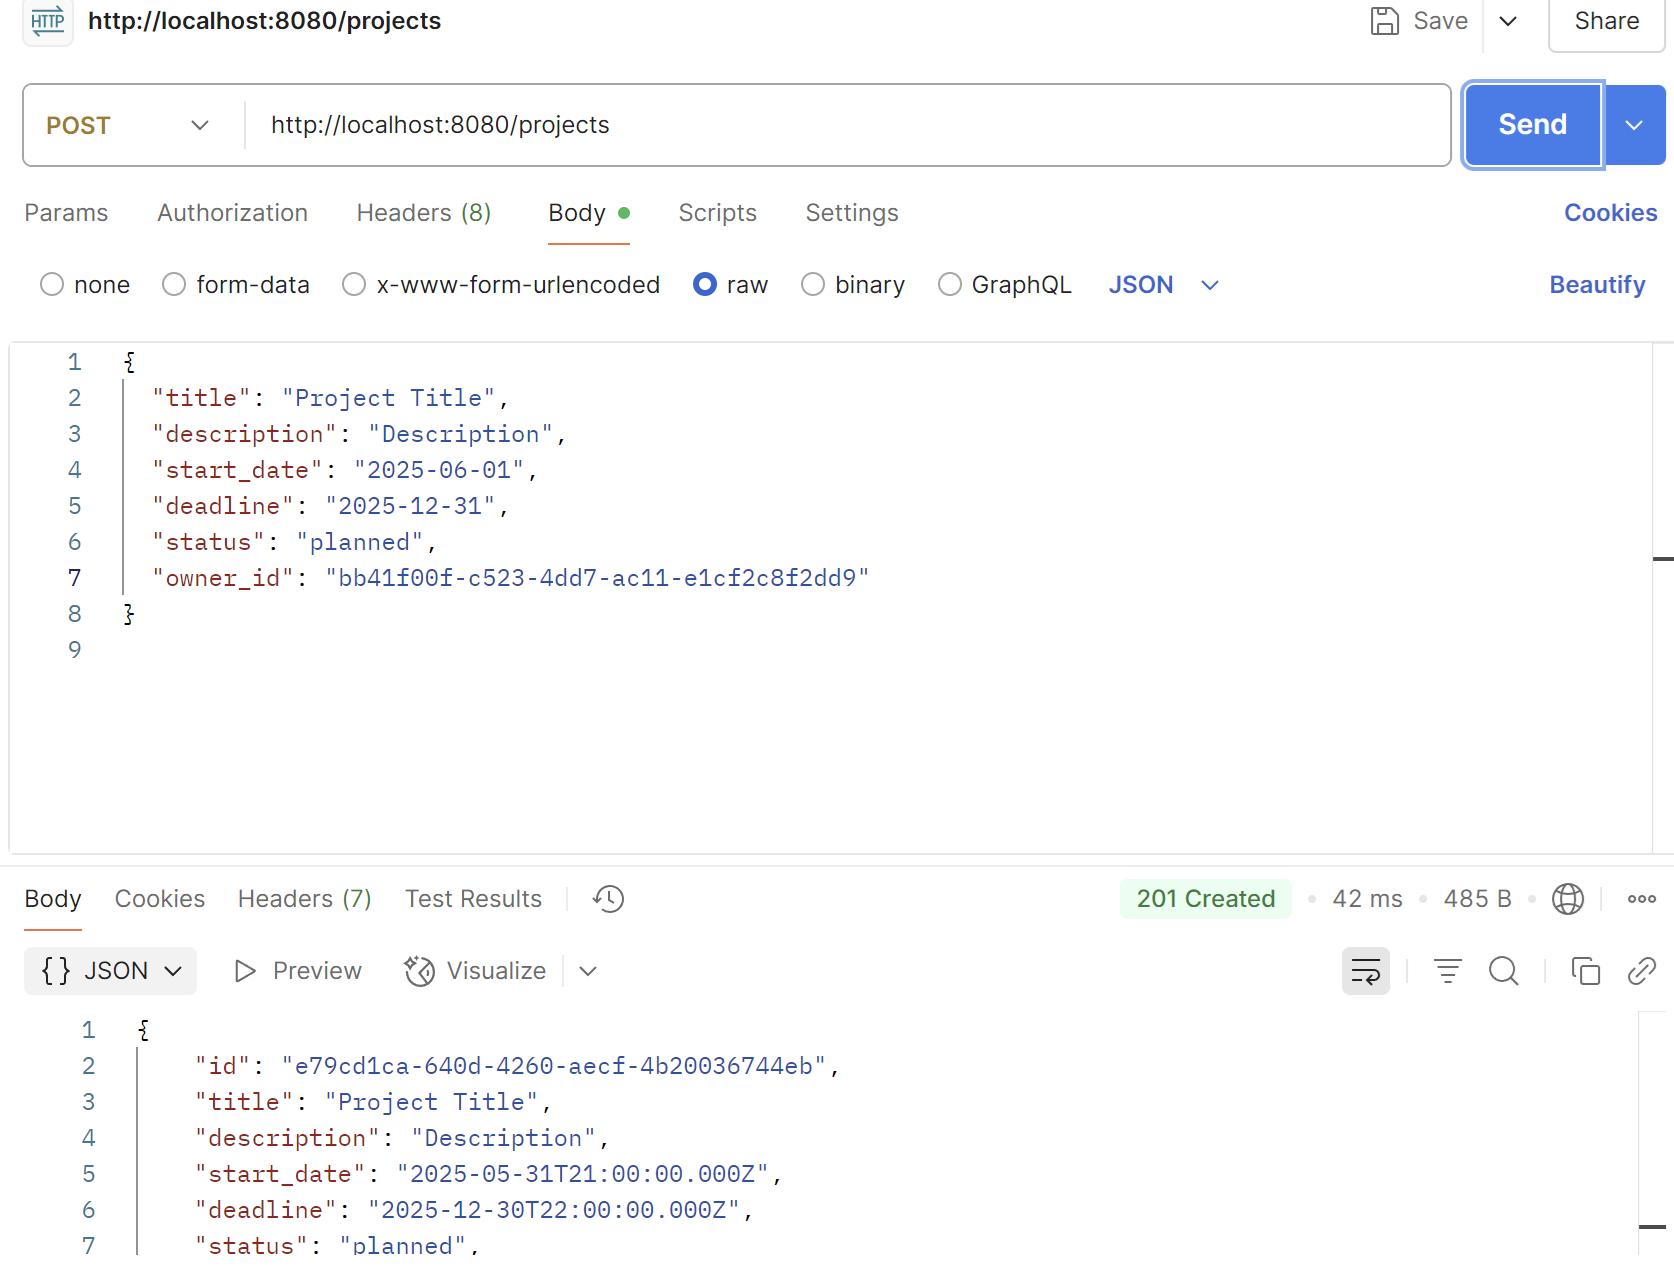 HTTP http://localhost:8080/projects Save Share
POST http://localhost:8080/projects Send
Params Authorization Headers (8) Body Scripts Settings Cookies
none form-data x-www-form-urlencoded raw binary GraphQL JSON Beautify
1 {
2 "title": "Project Title",
3 "description": "Description",
4 "start_date": "2025-06-01",
5 "deadline": "2025-12-31",
6 "status": "planned",
7 "owner_id": "bb41f00f-c523-4dd7-ac11-e1cf2c8f2dd9"
8 }
9
Body Cookies Headers (7) Test Results 201 Created • 42 ms • 485 B •
{ } JSON Preview Visualize
1 {
2 "id": "e79cd1ca-640d-4260-aecf-4b20036744eb",
3 "title": "Project Title",
4 "description": "Description",
5 "start_date": "2025-05-31T21:00:00.000Z",
6 "deadline": "2025-12-30T22:00:00.000Z",
7 "status": "planned",